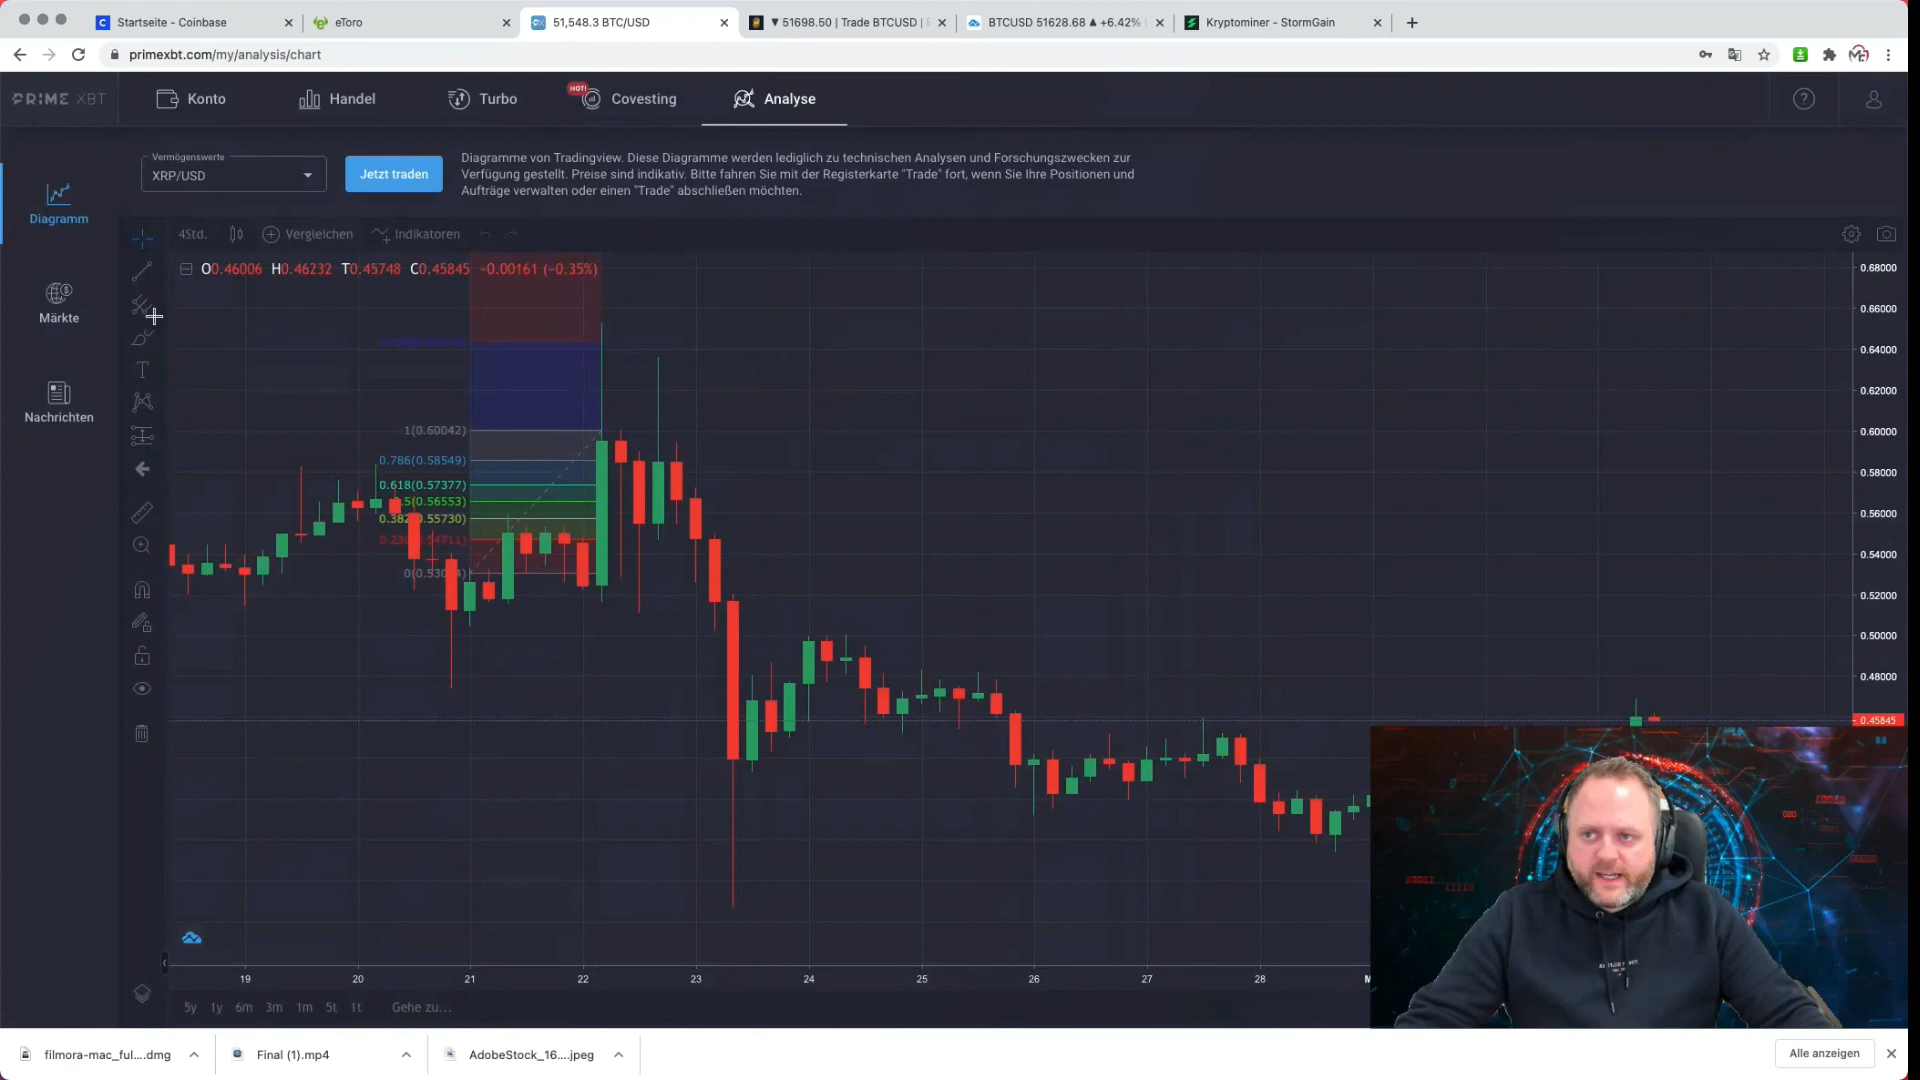 Startseite - Coinbase
eToro
51,548.3 BTC/USD
▼ 51698.50 | Trade BTCUSD |
BTCUSD 51628.68 ▲ +6.42%
Kryptominer - StormGain
primexbt.com/my/analysis/chart
PRIME XBT
Konto
Handel
Turbo
HOT!
Covesting
Analyse
Vermögenswerte
XRP/USD
Jetzt traden
Diagramme von Tradingview. Diese Diagramme werden lediglich zu technischen Analysen und Forschungszwecken zur
Verfügung gestellt. Preise sind indikativ. Bitte fahren Sie mit der Registerkarte "Trade" fort, wenn Sie Ihre Positionen und
Aufträge verwalten oder einen "Trade" abschließen möchten.
Diagramm
Märkte
Nachrichten
4Std.
Vergleichen
Indikatoren
O0.46006 H0.46232 T0.45748 C0.45845 −0.00161 (−0.35%)
1(0.60042)
0.786(0.58549)
0.618(0.57377)
0.5(0.56553)
0.382(0.55730)
0.68000
0.66000
0.64000
0.62000
0.60000
0.58000
0.56000
0.54000
0.52000
0.50000
0.48000
0.45845
19
20
21
22
23
24
25
26
27
28
5y
1y
6m
3m
1m
5t
1t
Gehe zu...
filmora-mac_ful....dmg
Final (1).mp4
AdobeStock_16....jpeg
Alle anzeigen